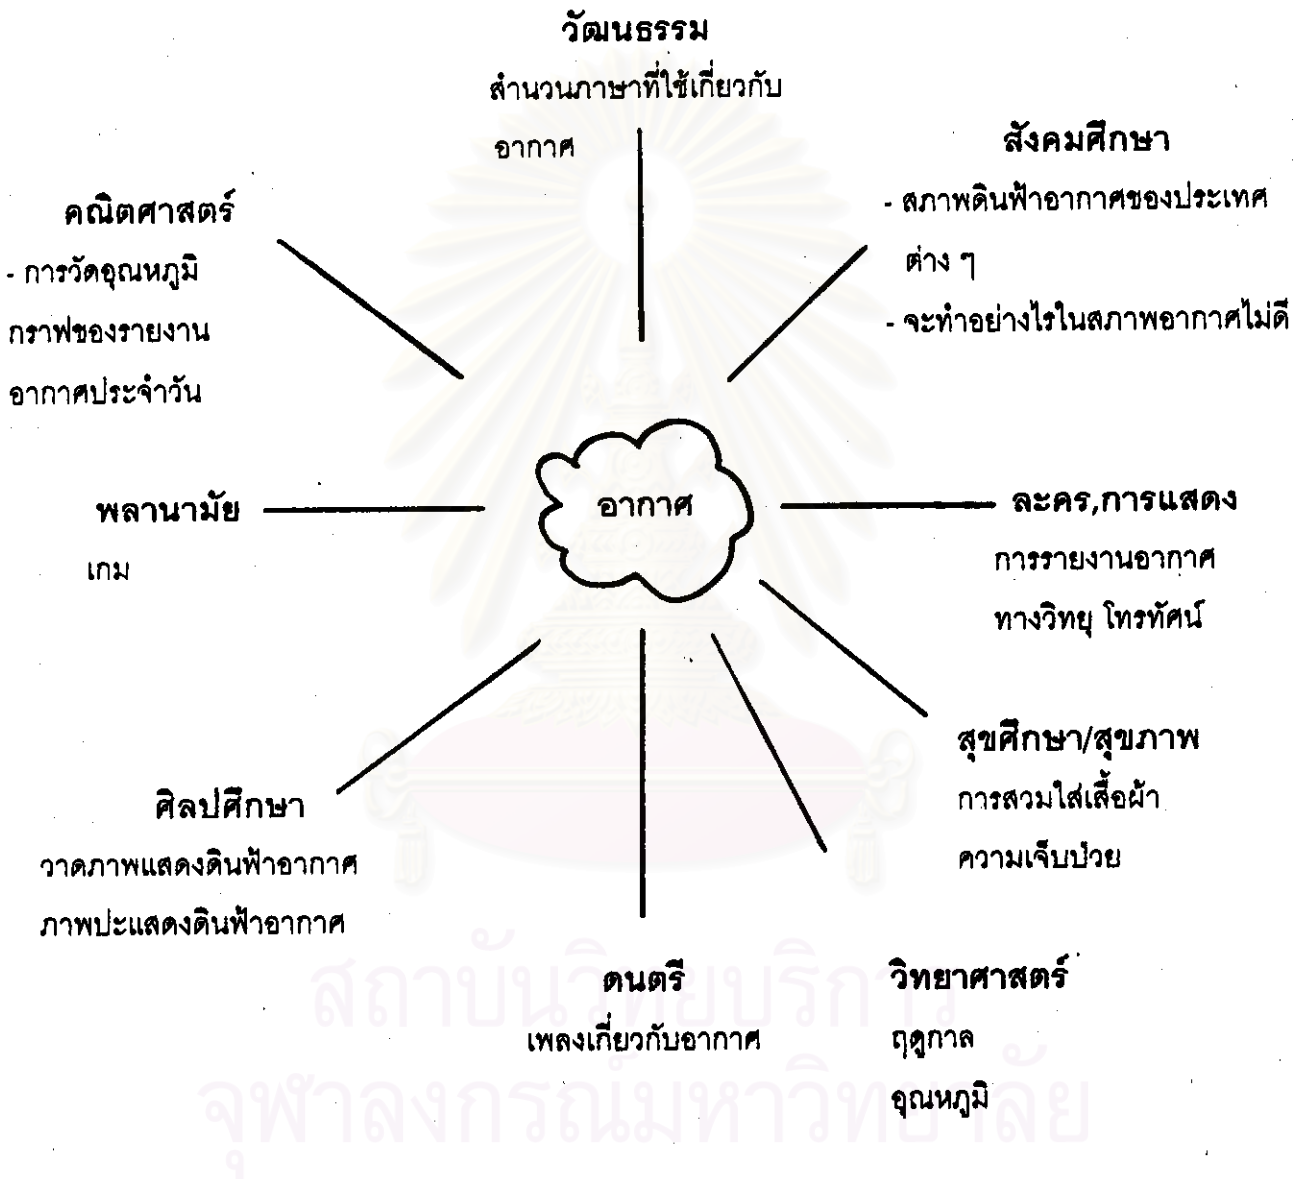 วัฒนธรรม
สำนวนภาษาที่ใช้เกี่ยวกับ
อากาศ
สังคมศึกษา
- สภาพดินฟ้าอากาศของประเทศ
ต่าง ๆ
- จะทำอย่างไรในสภาพอากาศไม่ดี
คณิตศาสตร์
- การวัดอุณหภูมิ
กราฟของรายงาน
อากาศประจำวัน
อากาศ
พลานามัย
เกม
ละคร,การแสดง
การรายงานอากาศ
ทางวิทยุ โทรทัศน์
สุขศึกษา/สุขภาพ
การสวมใส่เสื้อผ้า
ความเจ็บป่วย
ศิลปศึกษา
วาดภาพแสดงดินฟ้าอากาศ
ภาพปะแสดงดินฟ้าอากาศ
ดนตรี
เพลงเกี่ยวกับอากาศ
วิทยาศาสตร์
ฤดูกาล
อุณหภูมิ
สถาบันวิทยบริการ
จุฬาลงกรณ์มหาวิทยาลัย